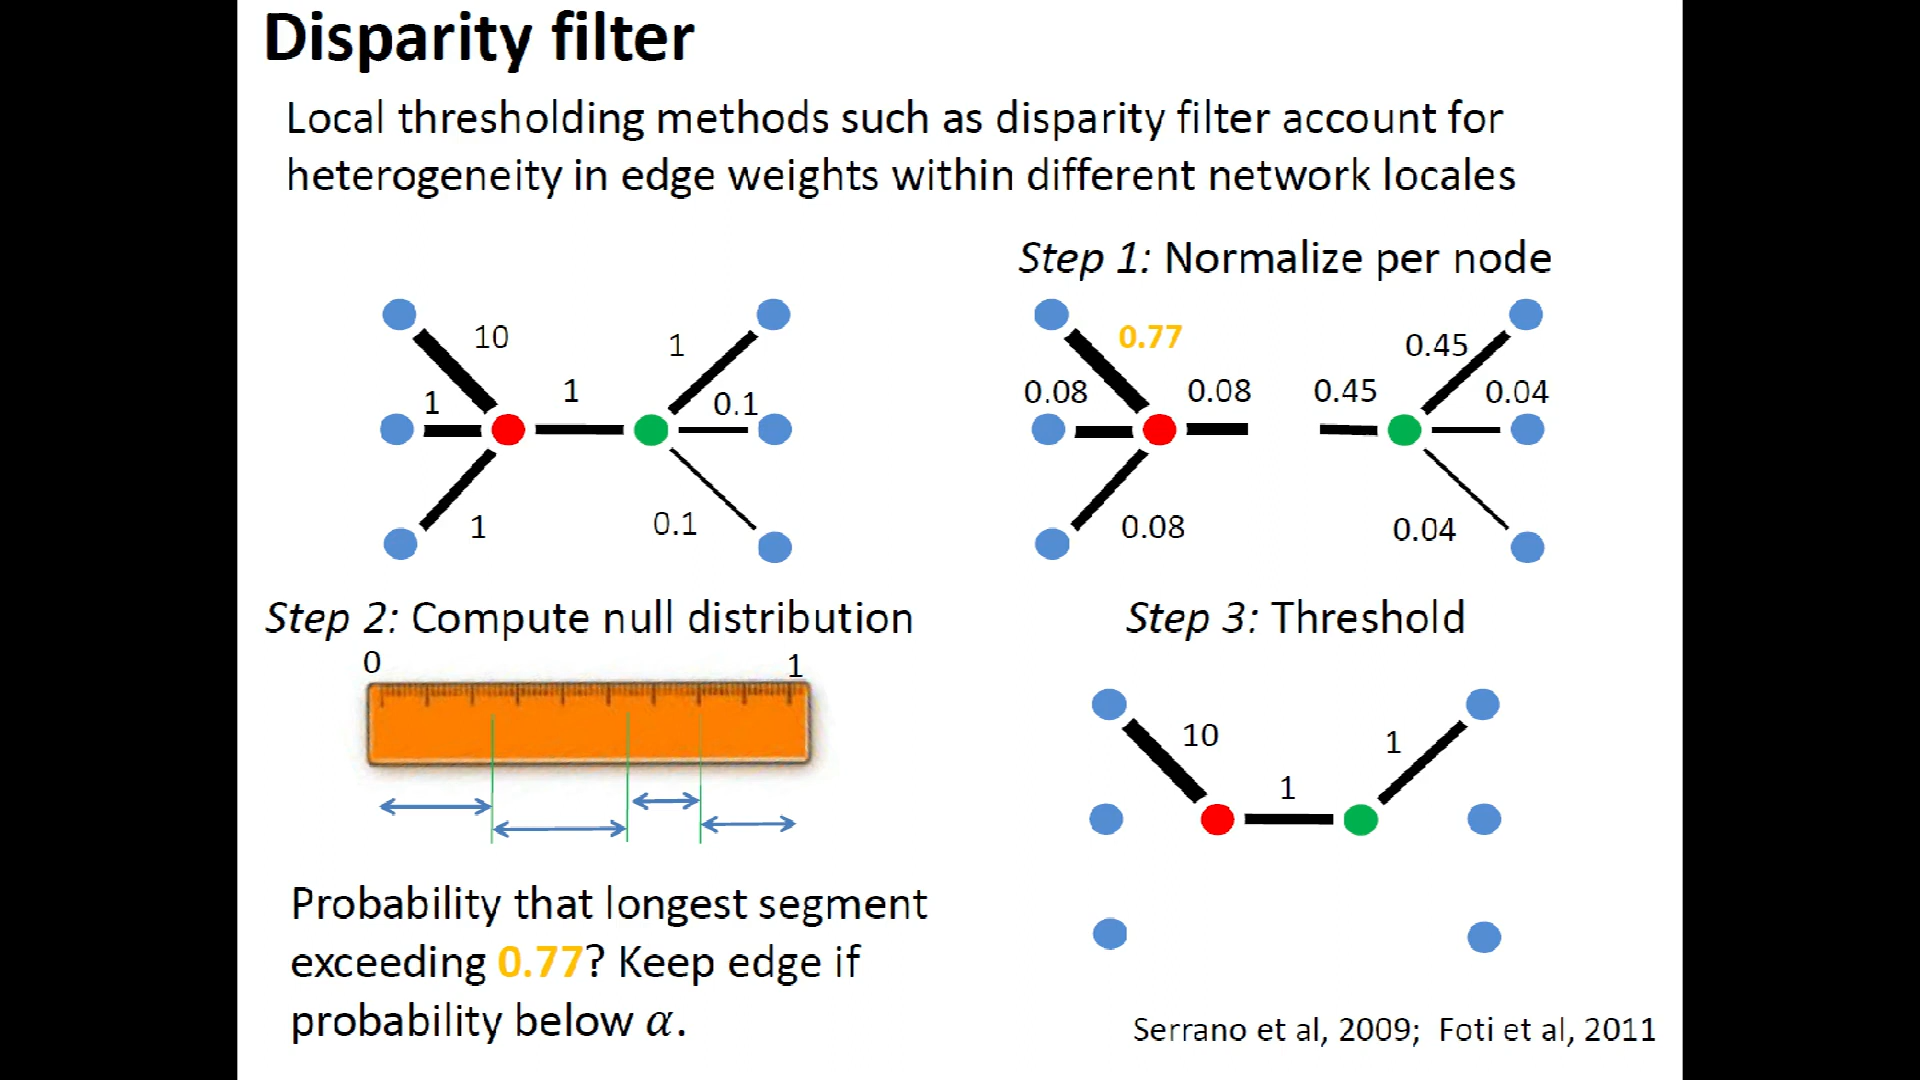 Disparity filter
Local thresholding methods such as disparity filter account for
heterogeneity in edge weights within different network locales
10
1
1
1
0.1
1
0.1
Step 1: Normalize per node
0.77
0.45
0.08
0.08
0.45
0.04
0.08
0.04
Step 2: Compute null distribution
0
1
Probability that longest segment
exceeding 0.77? Keep edge if
probability below α.
Step 3: Threshold
10
1
1
Serrano et al, 2009; Foti et al, 2011